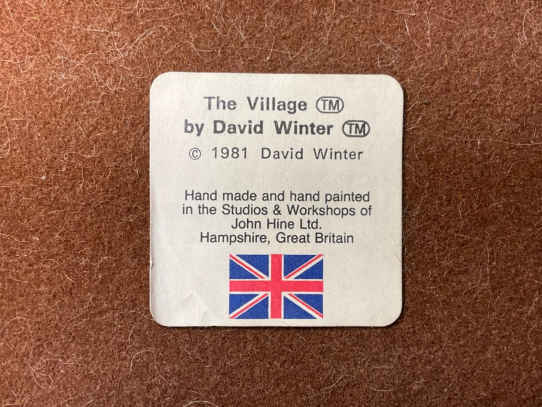 The Village TM
by David Winter TM
© 1981 David Winter
Hand made and hand painted
in the Studios & Workshops of
John Hine Ltd.
Hampshire, Great Britain